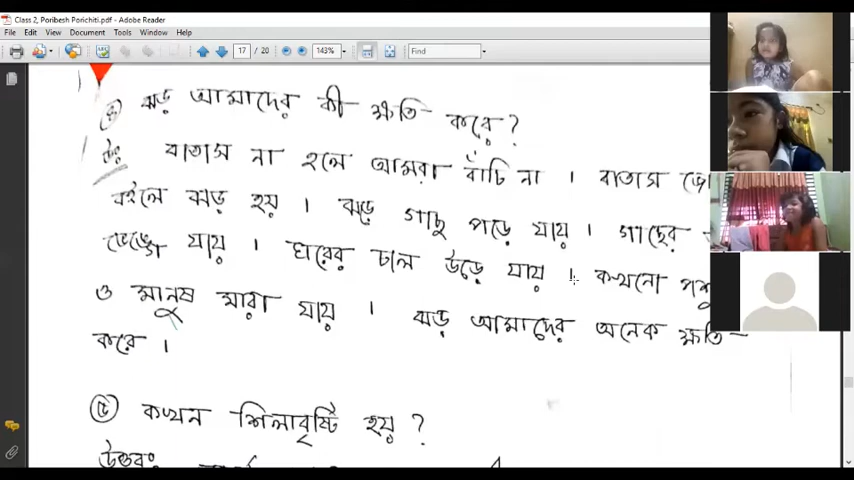 Class 2, Poribesh Porichiti.pdf - Adobe Reader
File Edit View Document Tools Window Help
17 / 20 143% Find
ঝড় আমাদের কী ক্ষতি করে?
উঃ বাতাস না হলে আমরা বাঁচি না । বাতাস
বইলে ঝড় হয় । ঝড়ে গাছ পড়ে যায় । গাছের
ভেঙ্গে যায় । ঘরের চাল উড়ে যায় । কখনো পশু
ও মানুষ মারা যায় । ঝড় আমাদের অনেক ক্ষতি
করে ।
৫ কখন শিলাবৃষ্টি হয় ?
উত্তরঃ